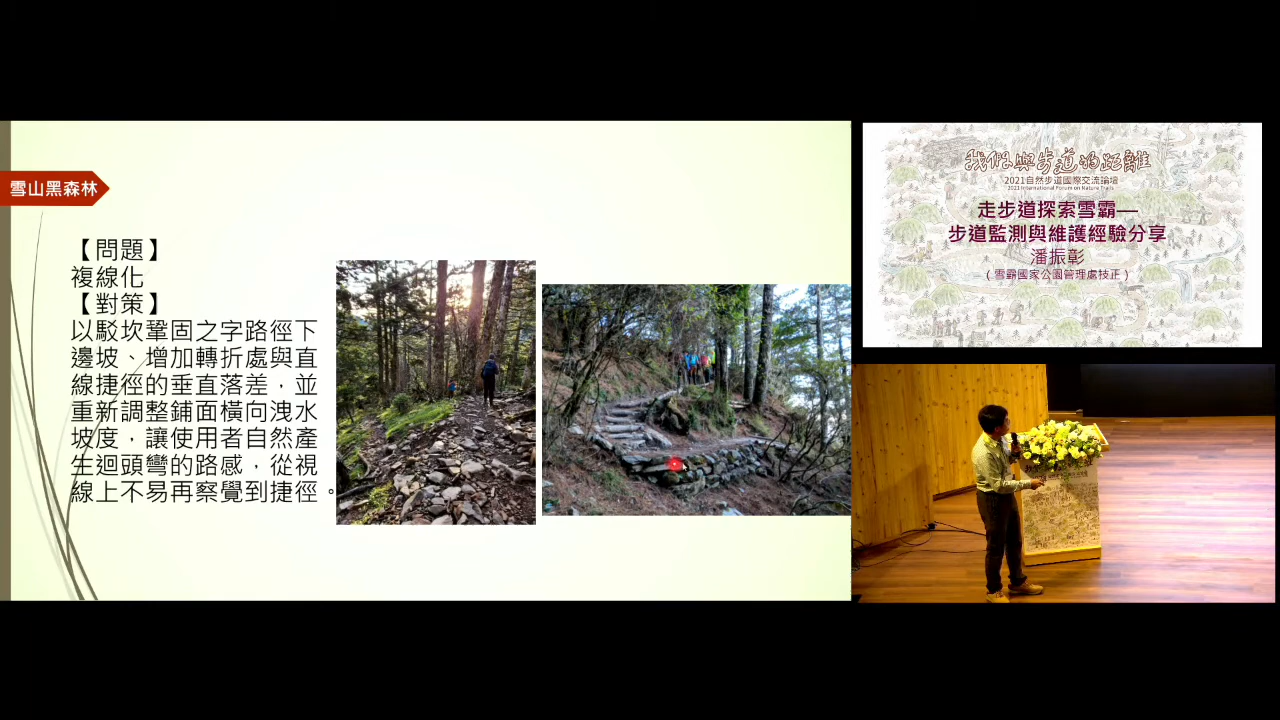 雪山黑森林
【問題】
複線化
【對策】
以駁坎鞏固之字路徑下
邊坡、增加轉折處與直
線捷徑的垂直落差，並
重新調整鋪面橫向洩水
坡度，讓使用者自然產
生迴頭彎的路感，從視
線上不易再察覺到捷徑。
我們與步道的距離
2021自然步道國際交流論壇
2021 International Forum on Nature Trails
走步道探索雪霸—
步道監測與維護經驗分享
潘振彰
（雪霸國家公園管理處技正）